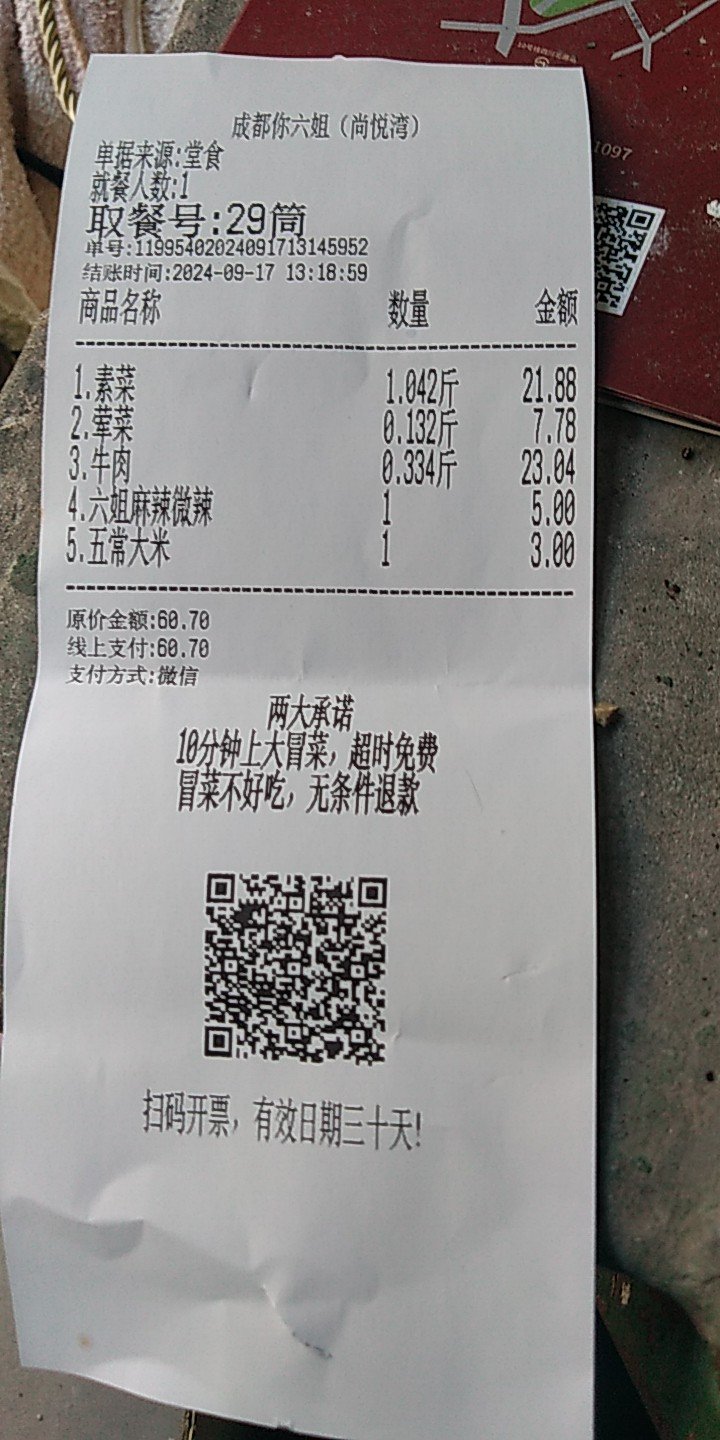 成都你六姐（尚悦湾）
单据来源:堂食
就餐人数:1
取餐号:29筒
单号:11995402024091713145952
结账时间:2024-09-17 13:18:59
商品名称 数量 金额
1.素菜 1.042斤 21.88
2.荤菜 0.132斤 7.78
3.牛肉 0.334斤 23.04
4.六姐麻辣微辣 1 5.00
5.五常大米 1 3.00
原价金额:60.70
线上支付:60.70
支付方式:微信
两大承诺
10分钟上大冒菜，超时免费
冒菜不好吃，无条件退款
扫码开票，有效日期三十天!
1097